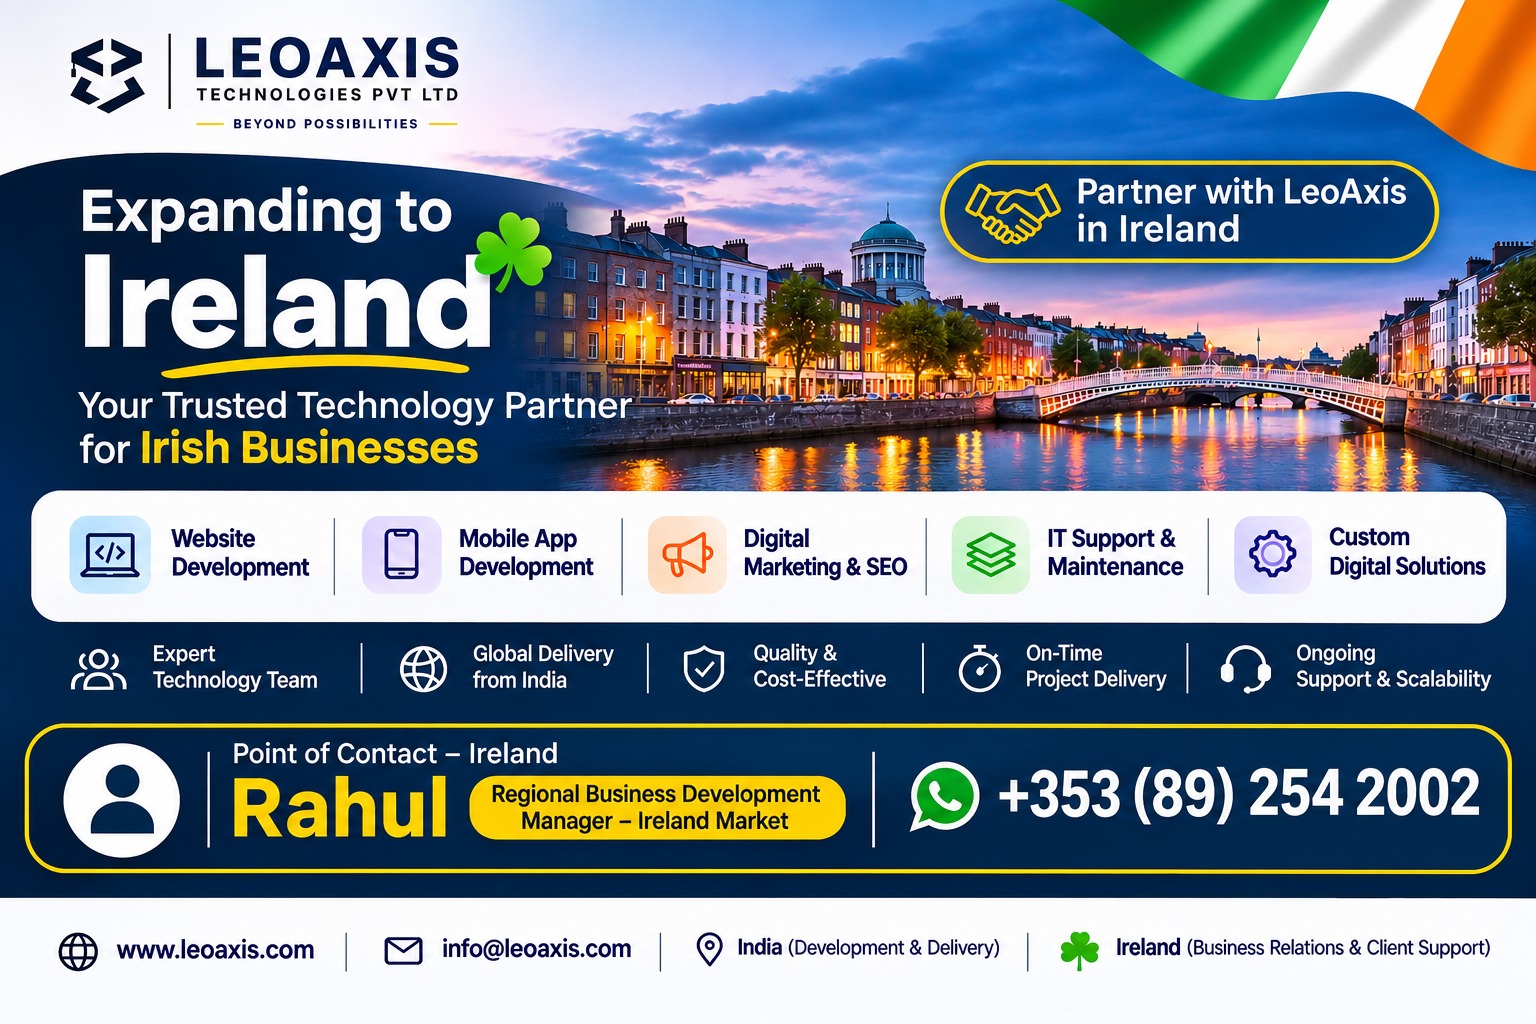 LEOAXIS
TECHNOLOGIES PVT LTD
BEYOND POSSIBILITIES
Partner with LeoAxis
in Ireland
Expanding to
Ireland
Your Trusted Technology Partner
for Irish Businesses
Website
Development
Mobile App
Development
Digital
Marketing & SEO
IT Support &
Maintenance
Custom
Digital Solutions
Expert
Technology Team
Global Delivery
from India
Quality &
Cost-Effective
On-Time
Project Delivery
Ongoing
Support & Scalability
Point of Contact – Ireland
Rahul
Regional Business Development
Manager – Ireland Market
+353 (89) 254 2002
www.leoaxis.com
info@leoaxis.com
India (Development & Delivery)
Ireland (Business Relations & Client Support)